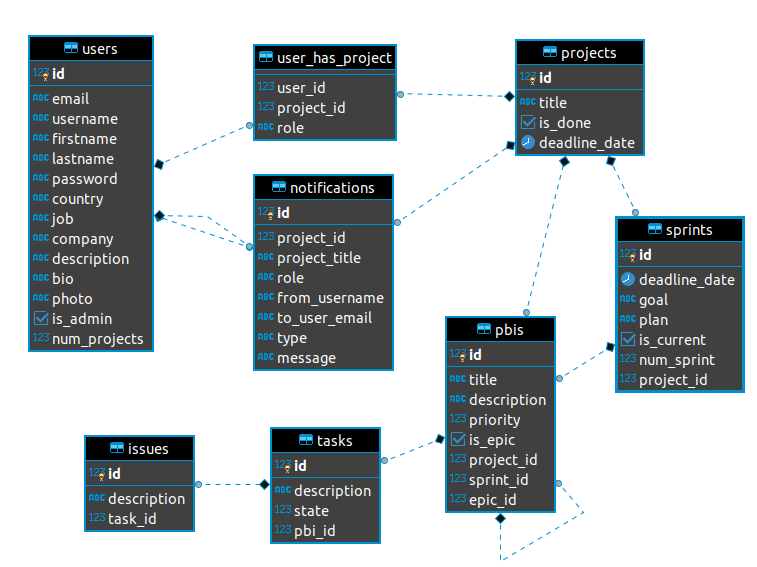 users
123 id
ABC email
ABC username
ABC firstname
ABC lastname
ABC password
ABC country
ABC job
ABC company
ABC description
ABC bio
ABC photo
is_admin
123 num_projects
user_has_project
123 user_id
123 project_id
ABC role
projects
123 id
ABC title
is_done
deadline_date
notifications
123 id
123 project_id
ABC project_title
ABC role
ABC from_username
ABC to_user_email
ABC type
ABC message
sprints
123 id
deadline_date
ABC goal
ABC plan
is_current
123 num_sprint
123 project_id
pbis
123 id
ABC title
ABC description
123 priority
is_epic
123 project_id
123 sprint_id
123 epic_id
issues
123 id
ABC description
123 task_id
tasks
123 id
ABC description
123 state
123 pbi_id